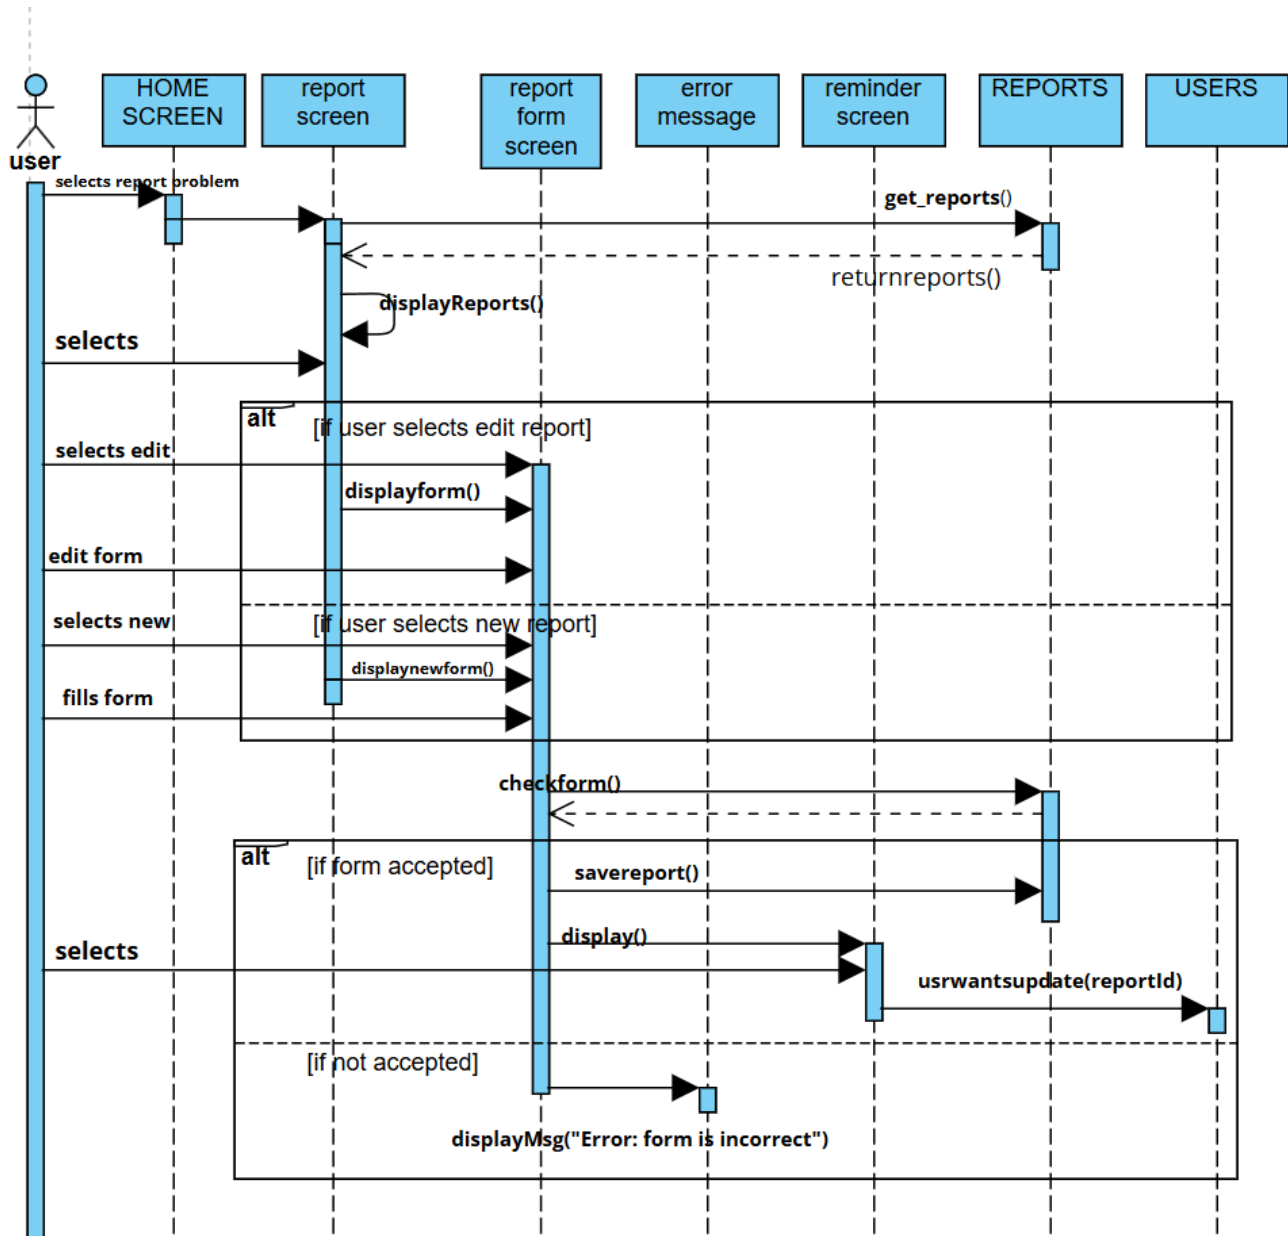 HOME
SCREEN
report
screen
report
form
screen
error
message
reminder
screen
REPORTS
USERS
user
selects report problem
get_reports()
returnreports()
displayReports()
selects
alt
[if user selects edit report]
selects edit
displayform()
edit form
selects new
[if user selects new report]
displaynewform()
fills form
checkform()
alt
[if form accepted]
savereport()
display()
selects
usrwantsupdate(reportId)
[if not accepted]
displayMsg("Error: form is incorrect")